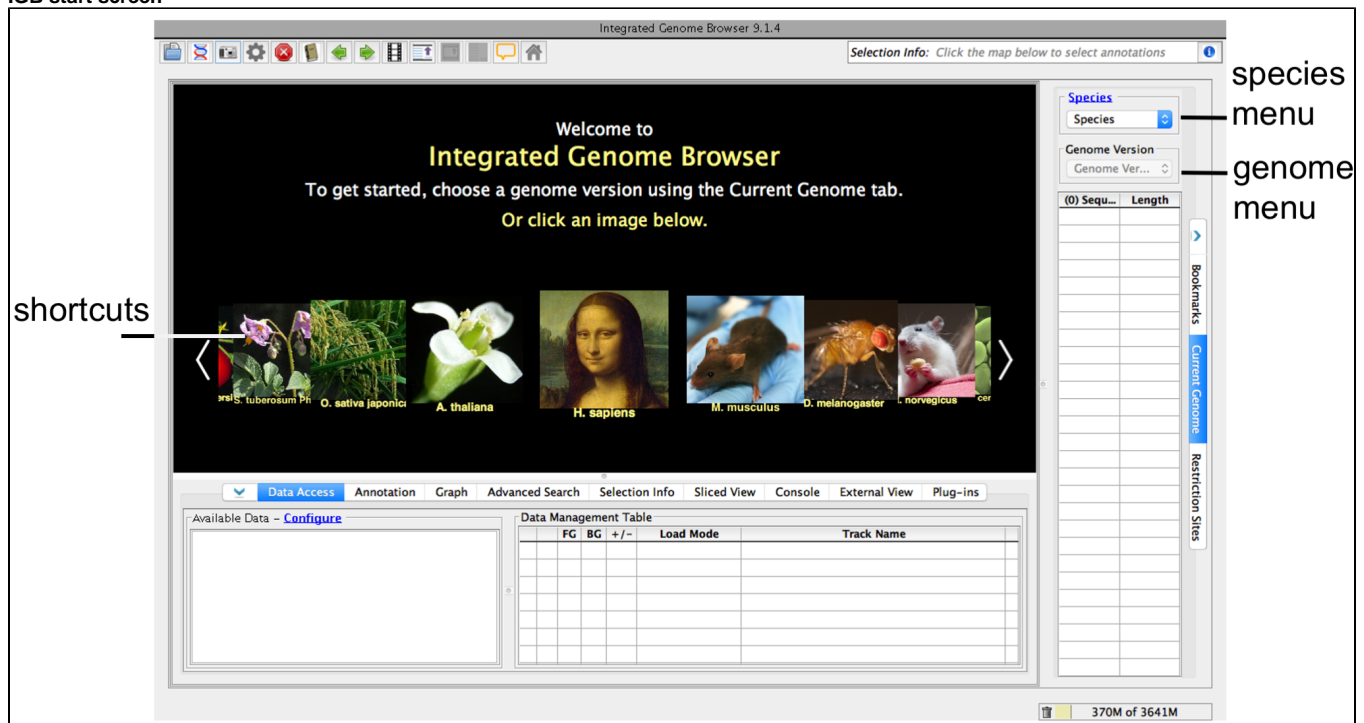 IGB start screen
Integrated Genome Browser 9.1.4
Selection Info: Click the map below to select annotations
species
menu
Species
Species
Genome Version
Genome Ver...
genome
menu
(0) Sequ... Length
Welcome to
Integrated Genome Browser
To get started, choose a genome version using the Current Genome tab.
Or click an image below.
shortcuts
S. tuberosum Ph
O. sativa japonica
A. thaliana
H. sapiens
M. musculus
D. melanogaster
. norvegicus
cer
Bookmarks
Current Genome
Restriction Sites
Data Access Annotation Graph Advanced Search Selection Info Sliced View Console External View Plug-ins
Available Data – Configure
Data Management Table
FG BG +/- Load Mode Track Name
370M of 3641M